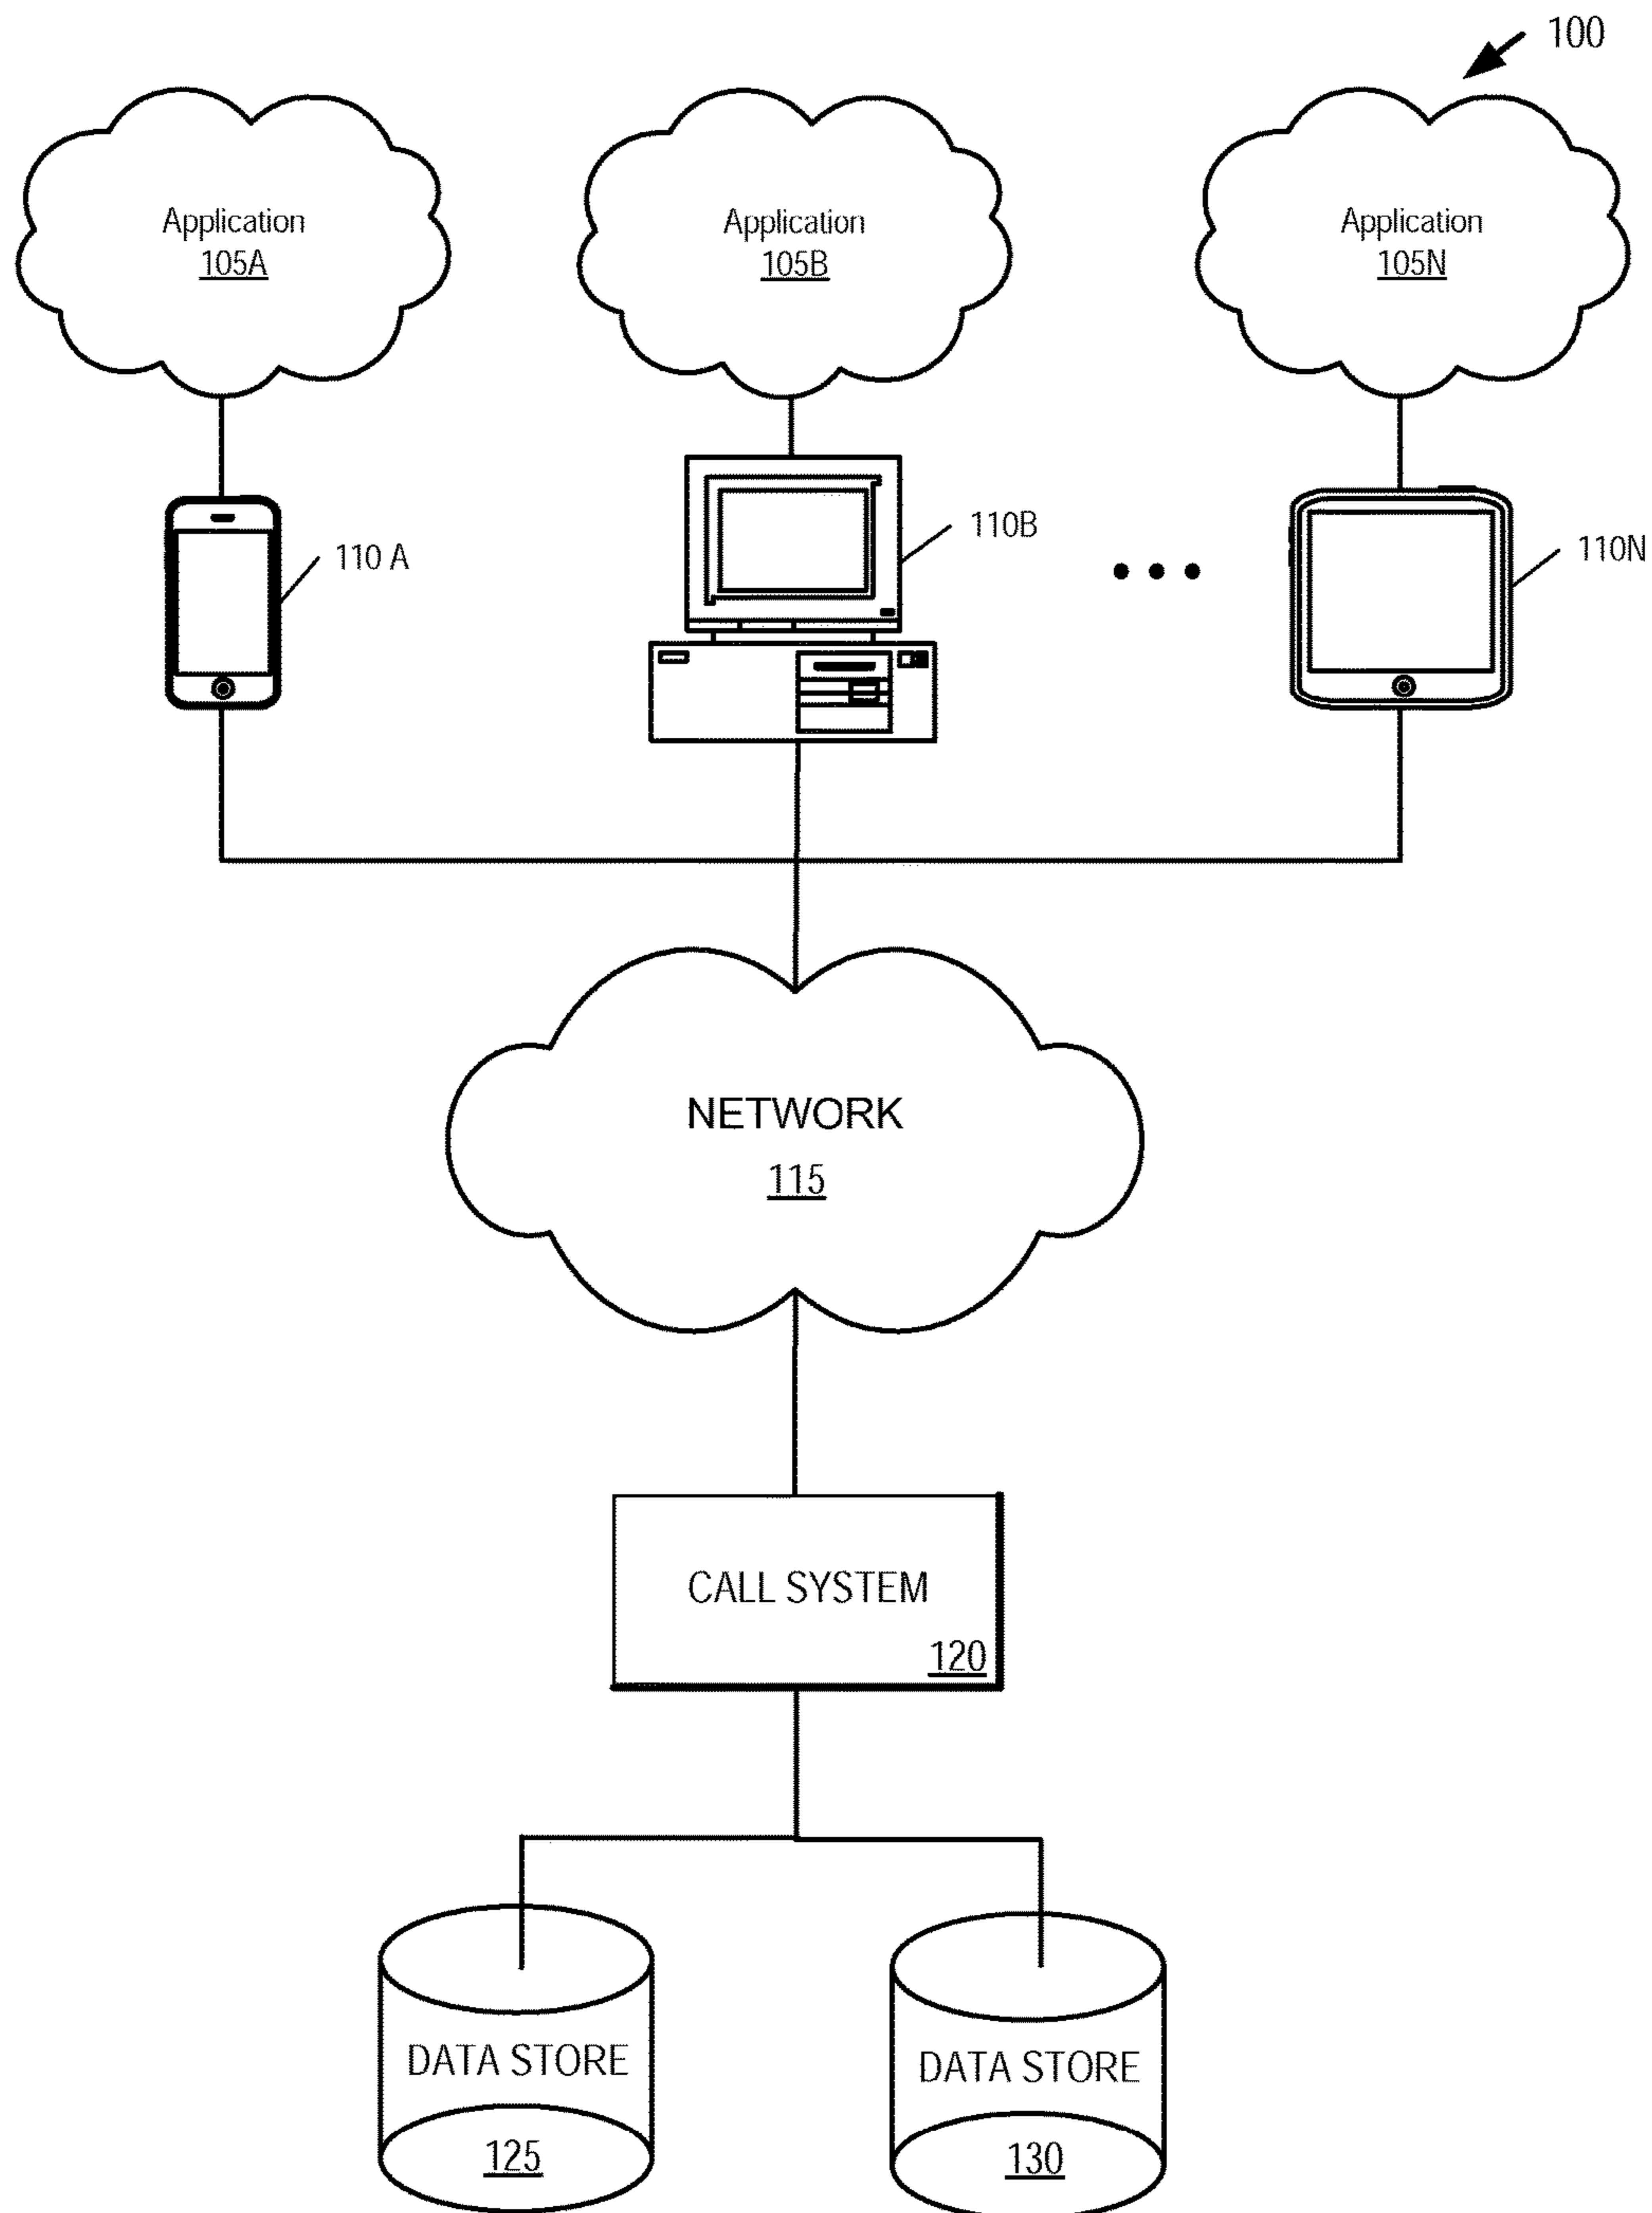 100
Application
105A
Application
105B
Application
105N
110 A
110B
110N
NETWORK
115
CALL SYSTEM
120
DATA STORE
125
DATA STORE
130